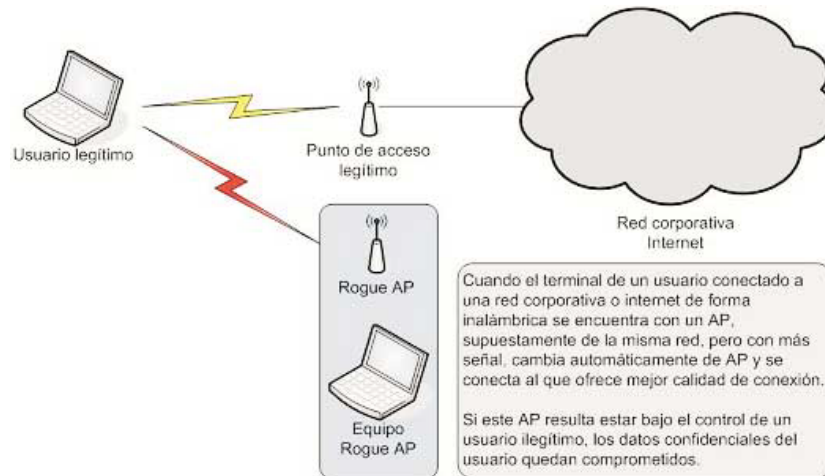 Usuario legítimo
Punto de acceso
legítimo
Red corporativa
Internet
Rogue AP
Equipo
Rogue AP
Cuando el terminal de un usuario conectado a
una red corporativa o internet de forma
inalámbrica se encuentra con un AP,
supuestamente de la misma red, pero con más
señal, cambia automáticamente de AP y se
conecta al que ofrece mejor calidad de conexión.
Si este AP resulta estar bajo el control de un
usuario ilegítimo, los datos confidenciales del
usuario quedan comprometidos.